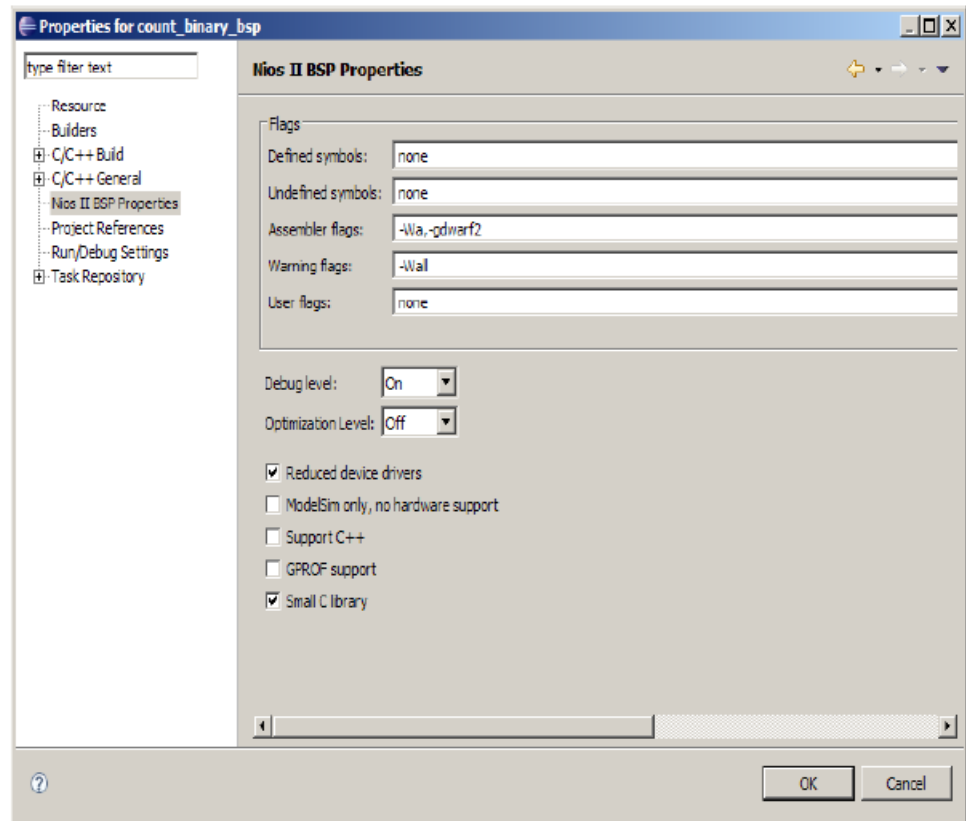 Properties for count_binary_bsp
type filter text
Resource
Builders
C/C++ Build
C/C++ General
Nios II BSP Properties
Project References
Run/Debug Settings
Task Repository
Nios II BSP Properties
Flags
Defined symbols: none
Undefined symbols: none
Assembler flags: -Wa,-gdwarf2
Warning flags: -Wall
User flags: none
Debug level: On
Optimization Level: Off
Reduced device drivers
ModelSim only, no hardware support
Support C++
GPROF support
Small C library
OK Cancel